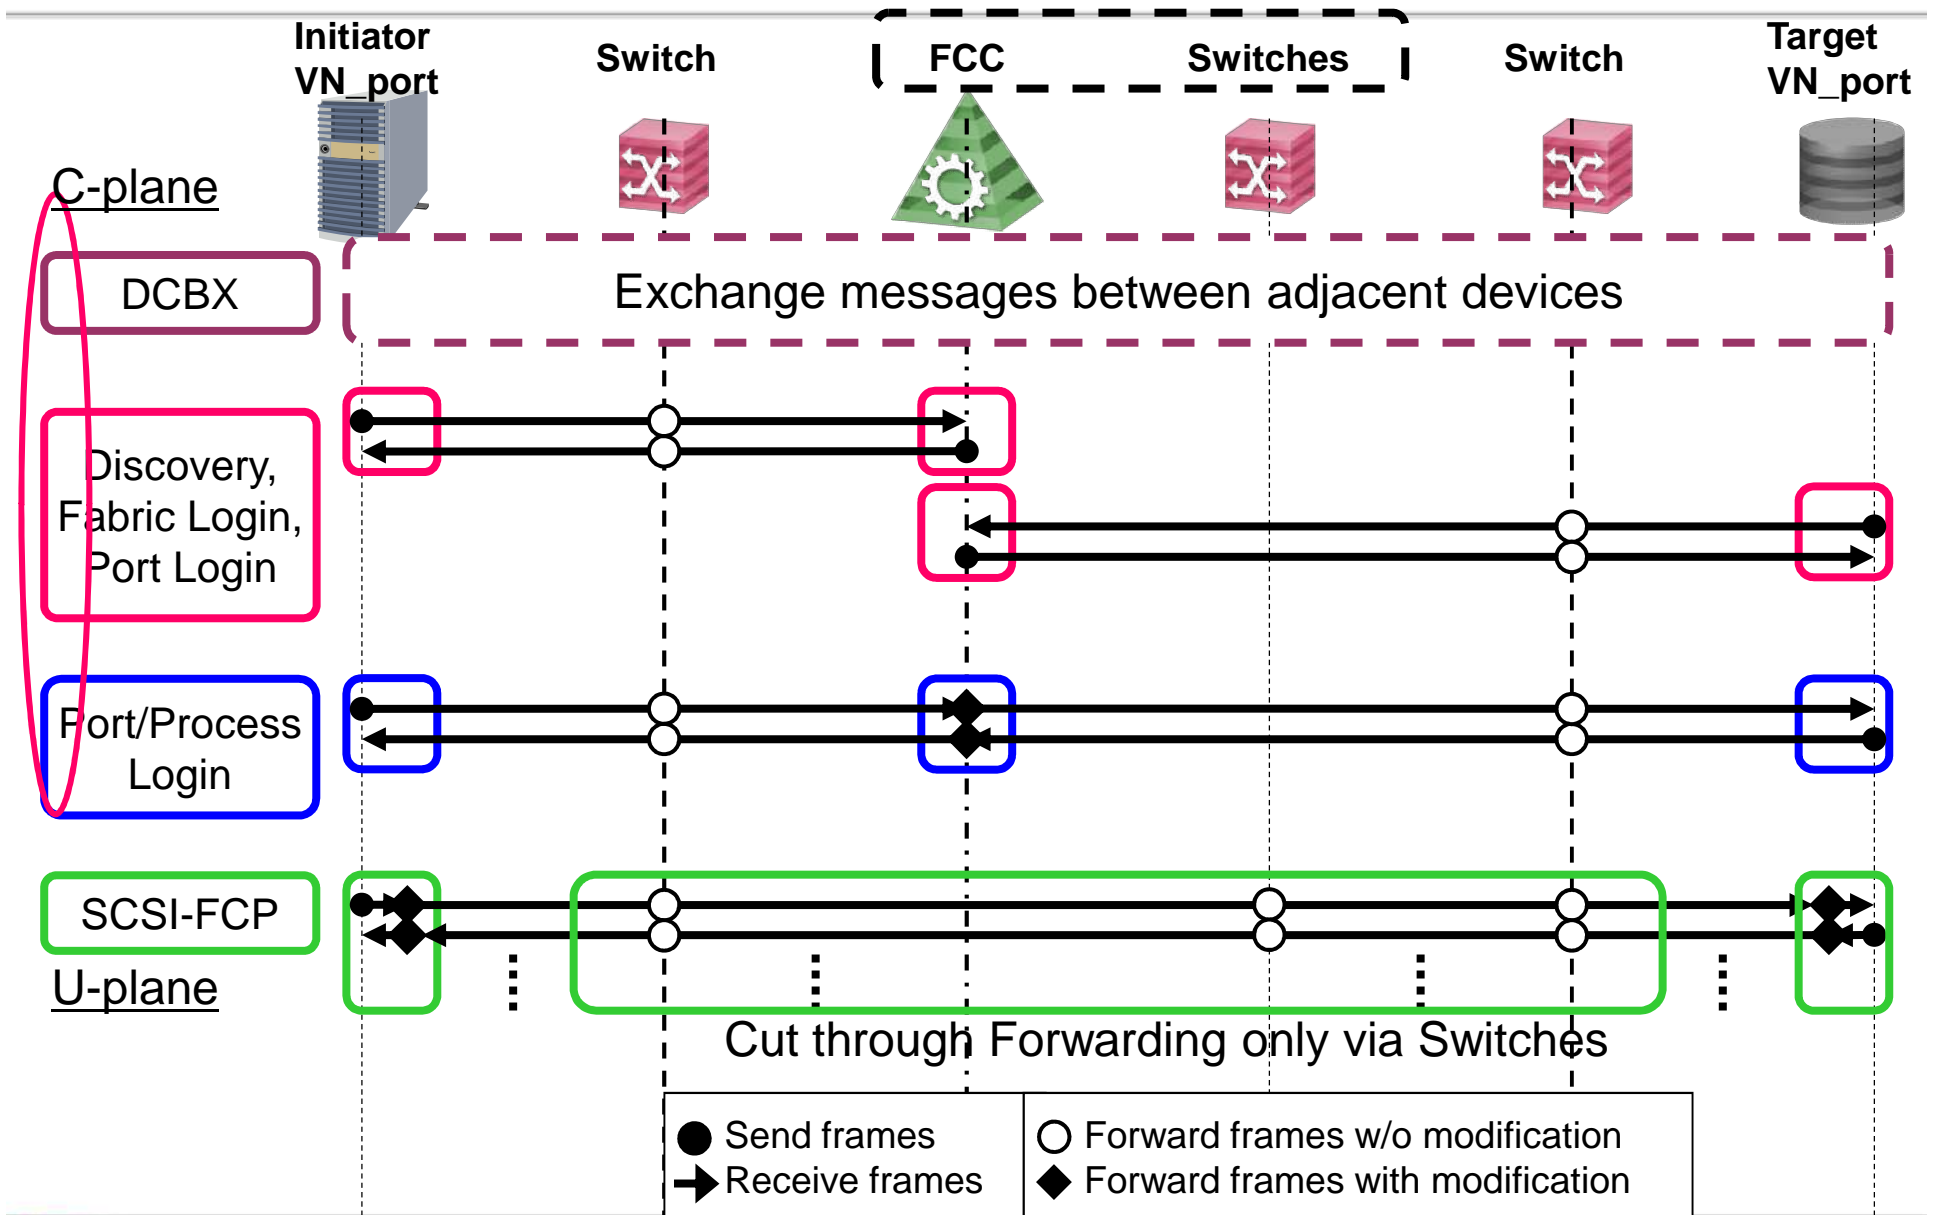 Initiator
VN_port
Switch
FCC
Switches
Switch
Target
VN_port
C-plane
DCBX
Exchange messages between adjacent devices
Discovery,
Fabric Login,
Port Login
Port/Process
Login
SCSI-FCP
U-plane
Cut through Forwarding only via Switches
Send frames
Receive frames
Forward frames w/o modification
Forward frames with modification